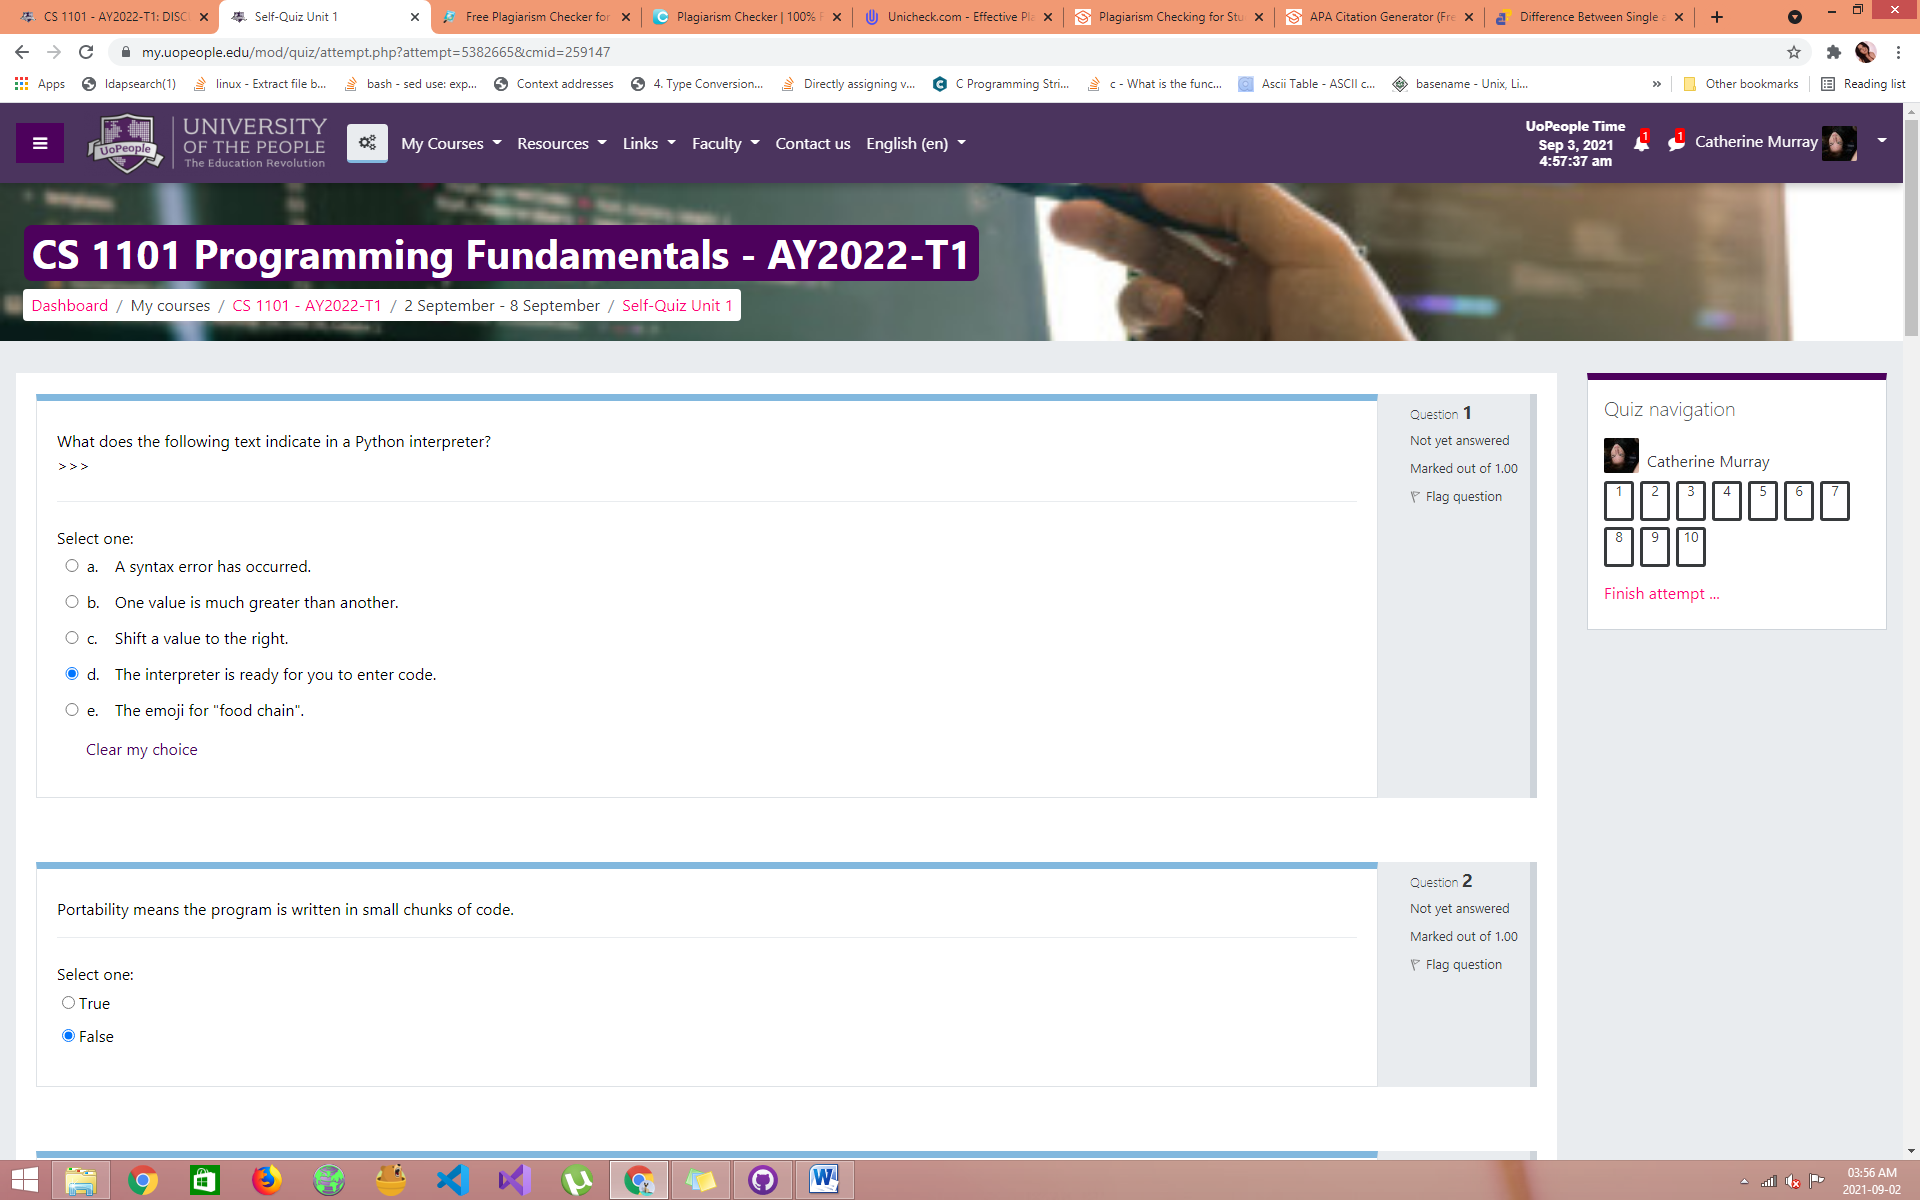 CS 1101 - AY2022-T1: DISC
Self-Quiz Unit 1
Free Plagiarism Checker for
Plagiarism Checker | 100% F
Unicheck.com - Effective Pla
Plagiarism Checking for Stu
APA Citation Generator (Fre
Difference Between Single a
my.uopeople.edu/mod/quiz/attempt.php?attempt=5382665&cmid=259147
Apps
ldapsearch(1)
linux - Extract file b...
bash - sed use: exp...
Context addresses
4. Type Conversion...
Directly assigning v...
C Programming Stri...
c - What is the func...
Ascii Table - ASCII c...
basename - Unix, Li...
»
Other bookmarks
Reading list
UoPeople
UNIVERSITY
OF THE PEOPLE
The Education Revolution
My Courses
Resources
Links
Faculty
Contact us
English (en)
UoPeople Time
Sep 3, 2021
4:57:37 am
1
1
Catherine Murray
CS 1101 Programming Fundamentals - AY2022-T1
Dashboard / My courses / CS 1101 - AY2022-T1 / 2 September - 8 September / Self-Quiz Unit 1
What does the following text indicate in a Python interpreter?
>>>
Select one:
a. A syntax error has occurred.
b. One value is much greater than another.
c. Shift a value to the right.
d. The interpreter is ready for you to enter code.
e. The emoji for "food chain".
Clear my choice
Question 1
Not yet answered
Marked out of 1.00
Flag question
Portability means the program is written in small chunks of code.
Select one:
True
False
Question 2
Not yet answered
Marked out of 1.00
Flag question
Quiz navigation
Catherine Murray
1 2 3 4 5 6 7
8 9 10
Finish attempt ...
03:56 AM
2021-09-02